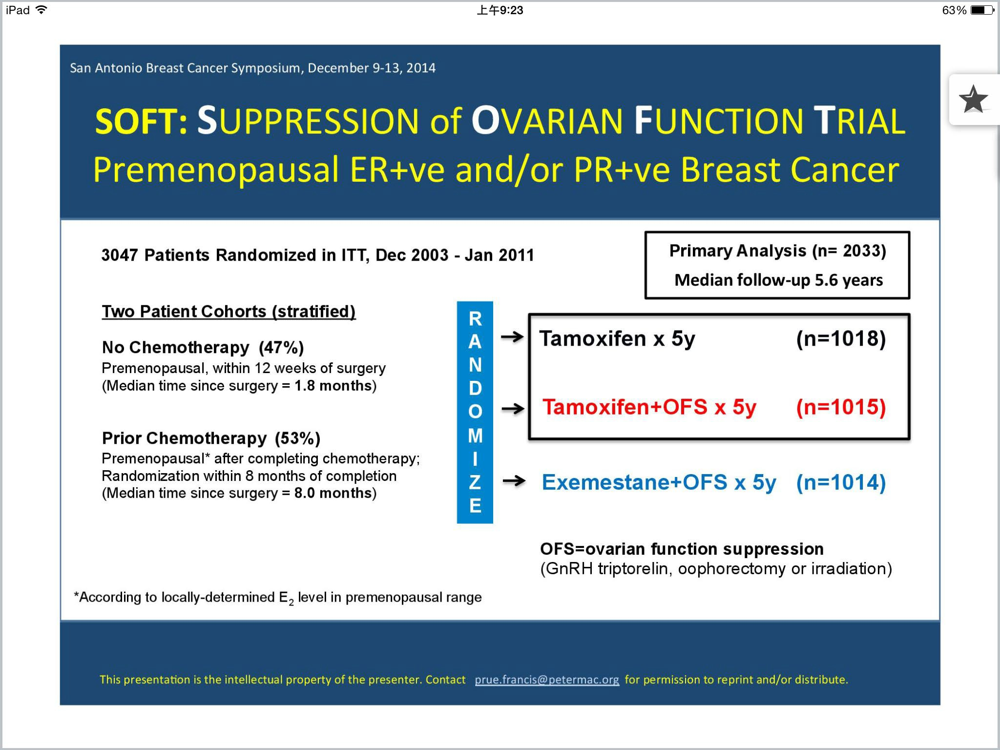 iPad 上午9:23 63%
San Antonio Breast Cancer Symposium, December 9-13, 2014
SOFT: SUPPRESSION of OVARIAN FUNCTION TRIAL
Premenopausal ER+ve and/or PR+ve Breast Cancer
3047 Patients Randomized in ITT, Dec 2003 - Jan 2011
Primary Analysis (n= 2033)
Median follow-up 5.6 years
Two Patient Cohorts (stratified)
No Chemotherapy (47%)
Premenopausal, within 12 weeks of surgery
(Median time since surgery = 1.8 months)
Prior Chemotherapy (53%)
Premenopausal* after completing chemotherapy;
Randomization within 8 months of completion
(Median time since surgery = 8.0 months)
RANDOMIZE
Tamoxifen x 5y (n=1018)
Tamoxifen+OFS x 5y (n=1015)
Exemestane+OFS x 5y (n=1014)
OFS=ovarian function suppression
(GnRH triptorelin, oophorectomy or irradiation)
*According to locally-determined E2 level in premenopausal range
This presentation is the intellectual property of the presenter. Contact prue.francis@petermac.org for permission to reprint and/or distribute.